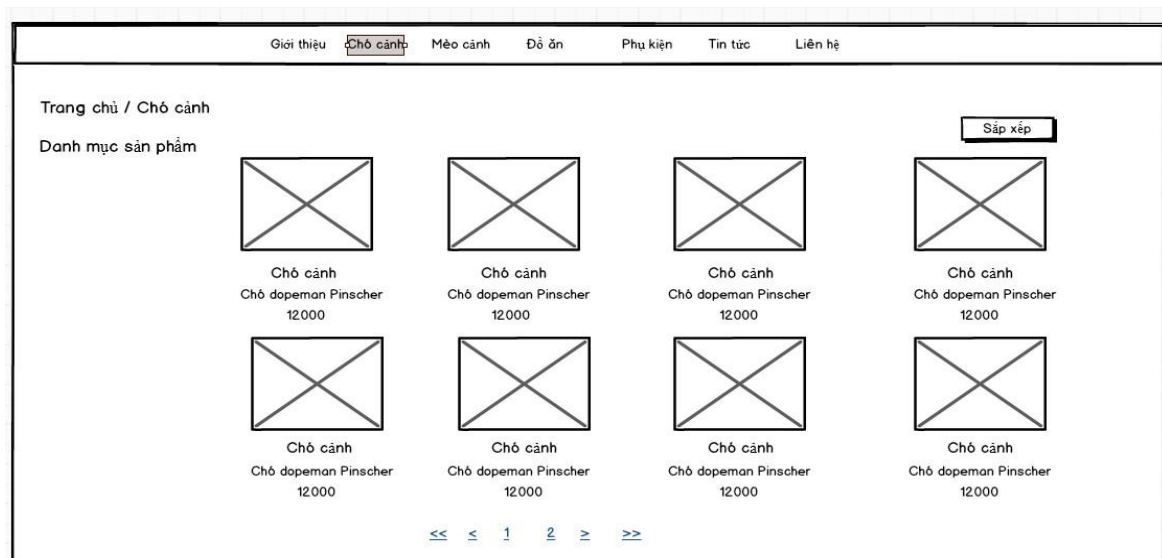 Giới thiệu Chó cảnh Mèo cảnh Đồ ăn Phụ kiện Tin tức Liên hệ
Trang chủ / Chó cảnh
Sắp xếp
Danh mục sản phẩm
Chó cảnh Chó cảnh Chó cảnh Chó cảnh
Chó dopeman Pinscher Chó dopeman Pinscher Chó dopeman Pinscher Chó dopeman Pinscher
12000 12000 12000 12000
Chó cảnh Chó cảnh Chó cảnh Chó cảnh
Chó dopeman Pinscher Chó dopeman Pinscher Chó dopeman Pinscher Chó dopeman Pinscher
12000 12000 12000 12000
<< < 1 2 > >>